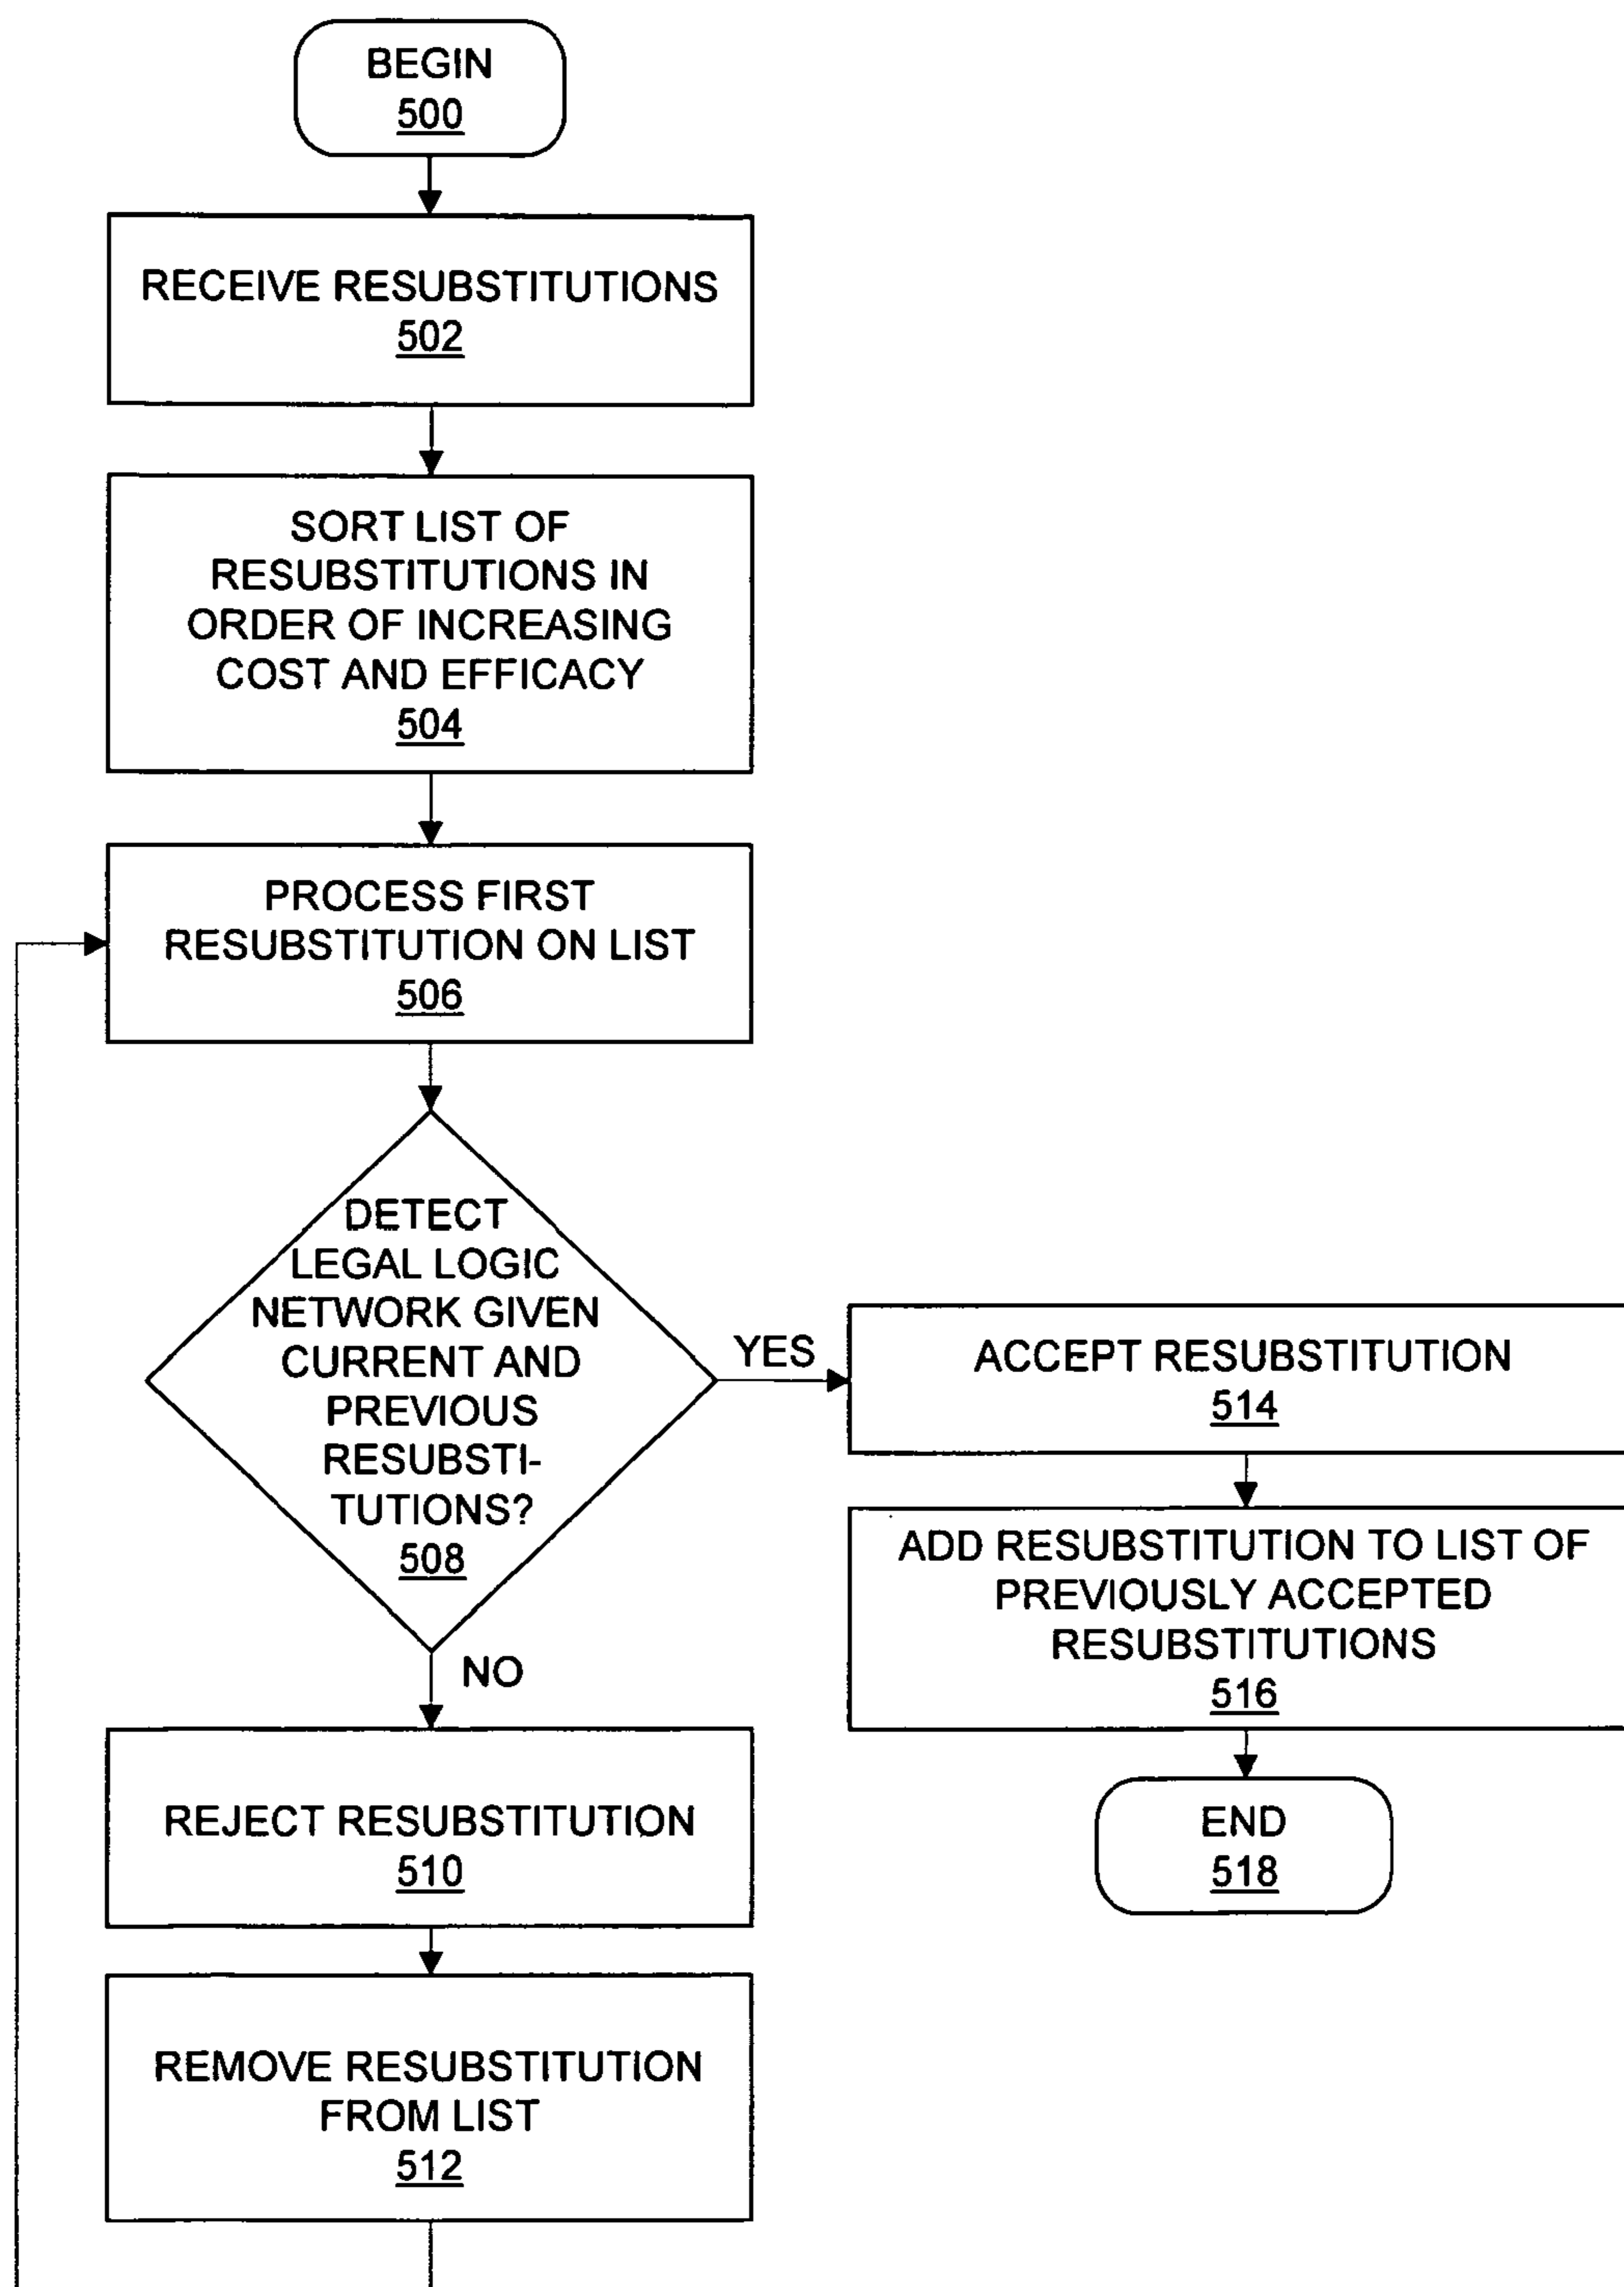 BEGIN
500
RECEIVE RESUBSTITUTIONS
502
SORT LIST OF
RESUBSTITUTIONS IN
ORDER OF INCREASING
COST AND EFFICACY
504
PROCESS FIRST
RESUBSTITUTION ON LIST
506
DETECT
LEGAL LOGIC
NETWORK GIVEN
CURRENT AND
PREVIOUS
RESUBSTI-
TUTIONS?
508
YES
ACCEPT RESUBSTITUTION
514
ADD RESUBSTITUTION TO LIST OF
PREVIOUSLY ACCEPTED
RESUBSTITUTIONS
516
END
518
NO
REJECT RESUBSTITUTION
510
REMOVE RESUBSTITUTION
FROM LIST
512